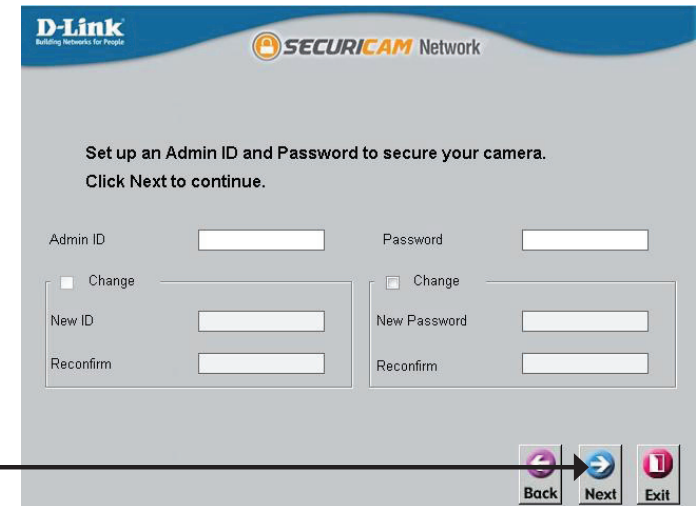 D-Link
Building Networks for People
SECURICAM Network
Set up an Admin ID and Password to secure your camera.
Click Next to continue.
Admin ID
Password
Change
Change
New ID
New Password
Reconfirm
Reconfirm
Back
Next
Exit